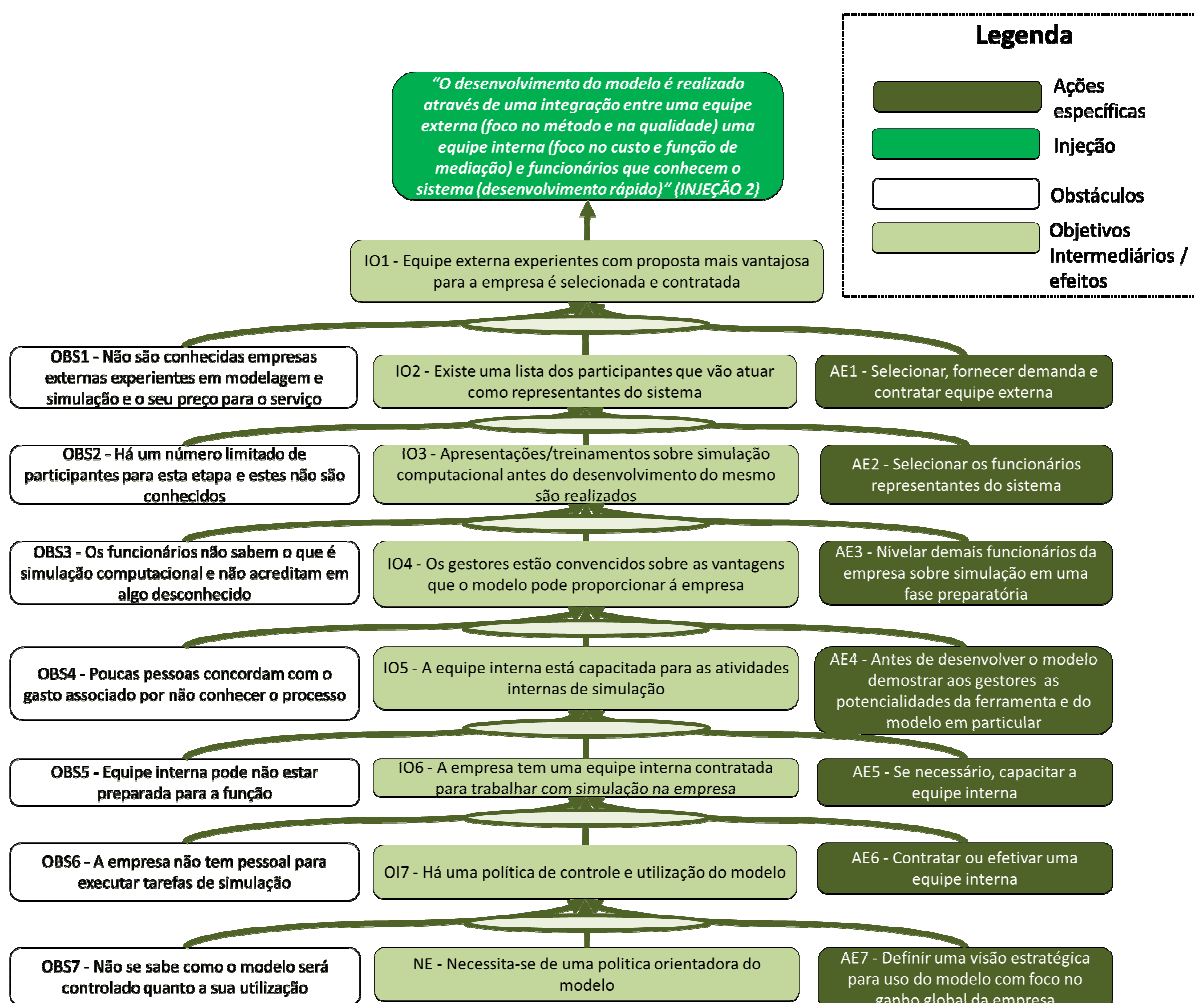 Legenda
Ações
específicas
Injeção
Obstáculos
Objetivos
Intermediários /
efeitos
“O desenvolvimento do modelo é realizado
através de uma integração entre uma equipe
externa (foco no método e na qualidade) uma
equipe interna (foco no custo e função de
mediação) e funcionários que conhecem o
sistema (desenvolvimento rápido)“ (INJEÇÃO 2)
IO1 - Equipe externa experientes com proposta mais vantajosa
para a empresa é selecionada e contratada
OBS1 - Não são conhecidas empresas
externas experientes em modelagem e
simulação e o seu preço para o serviço
IO2 - Existe uma lista dos participantes que vão atuar
como representantes do sistema
AE1 - Selecionar, fornecer demanda e
contratar equipe externa
OBS2 - Há um número limitado de
participantes para esta etapa e estes não são
conhecidos
IO3 - Apresentações/treinamentos sobre simulação
computacional antes do desenvolvimento do mesmo
são realizados
AE2 - Selecionar os funcionários
representantes do sistema
OBS3 - Os funcionários não sabem o que é
simulação computacional e não acreditam em
algo desconhecido
IO4 - Os gestores estão convencidos sobre as vantagens
que o modelo pode proporcionar á empresa
AE3 - Nivelar demais funcionários da
empresa sobre simulação em uma
fase preparatória
OBS4 - Poucas pessoas concordam com o
gasto associado por não conhecer o processo
IO5 - A equipe interna está capacitada para as atividades
internas de simulação
AE4 - Antes de desenvolver o modelo
demostrar aos gestores as
potencialidades da ferramenta e do
modelo em particular
OBS5 - Equipe interna pode não estar
preparada para a função
IO6 - A empresa tem uma equipe interna contratada
para trabalhar com simulação na empresa
AE5 - Se necessário, capacitar a
equipe interna
OBS6 - A empresa não tem pessoal para
executar tarefas de simulação
OI7 - Há uma política de controle e utilização do modelo
AE6 - Contratar ou efetivar uma
equipe interna
OBS7 - Não se sabe como o modelo será
controlado quanto a sua utilização
NE - Necessita-se de uma politica orientadora do
modelo
AE7 - Definir uma visão estratégica
para uso do modelo com foco no
ganho global da empresa